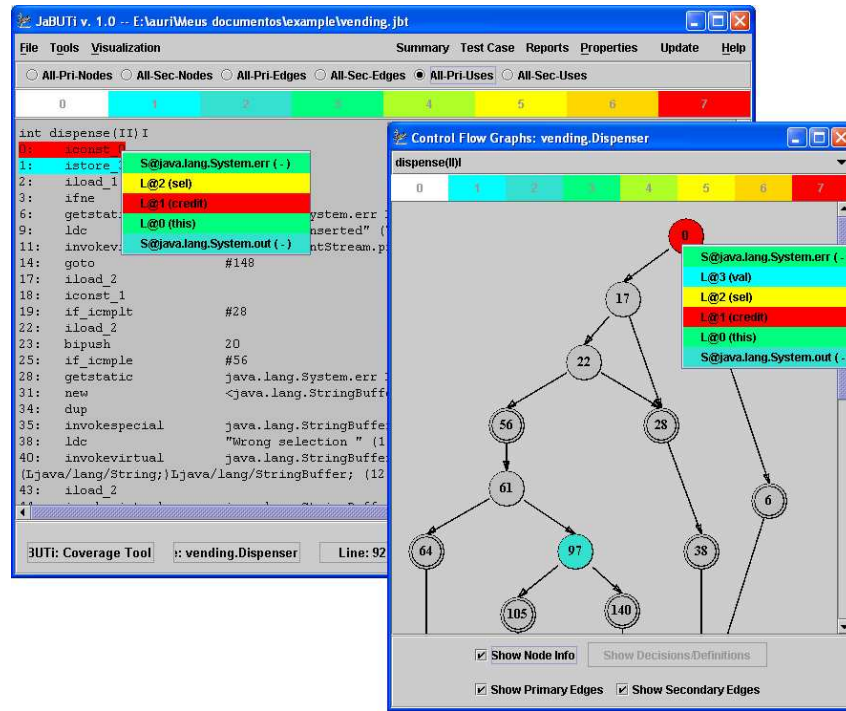 JaBUTi v. 1.0 -- E:\auri\Meus documentos\example\vending.jbt
File Tools Visualization Summary Test Case Reports Properties Update Help
All-Pri-Nodes All-Sec-Nodes All-Pri-Edges All-Sec-Edges All-Pri-Uses All-Sec-Uses
0 1 2 3 4 5 6 7
int dispense(II)I
0: iconst_0
1: istore_3
2: iload_1
3: ifne
6: getstatic
9: ldc
11:
14: goto #148
17: iload_2
18: iconst_1
19: if_icmplt #28
22: iload_2
23: bipush 20
25: if_icmple #56
28: getstatic java.lang.System.err
31: new <java.lang.StringBuffe
34: dup
35: invokespecial java.lang.StringBuffe
38: ldc "Wrong selection " (1
40: invokevirtual java.lang.StringBuffe
(Ljava/lang/String;)Ljava/lang/StringBuffer; (12
43: iload_2
S@java.lang.System.err ( - )
L@2 (sel)
L@1 (credit)
L@0 (this)
S@java.lang.System.out ( - )
BUTi: Coverage Tool : vending.Dispenser Line: 92
Control Flow Graphs: vending.Dispenser
dispense(II)I
0 1 2 3 4 5 6 7
0
S@java.lang.System.err ( -
L@3 (val)
L@2 (sel)
L@1 (credit)
L@0 (this)
S@java.lang.System.out ( -
17
22
56 28
61
6
64 97 38
105 140
Show Node Info Show Decisions/Definitions
Show Primary Edges Show Secondary Edges